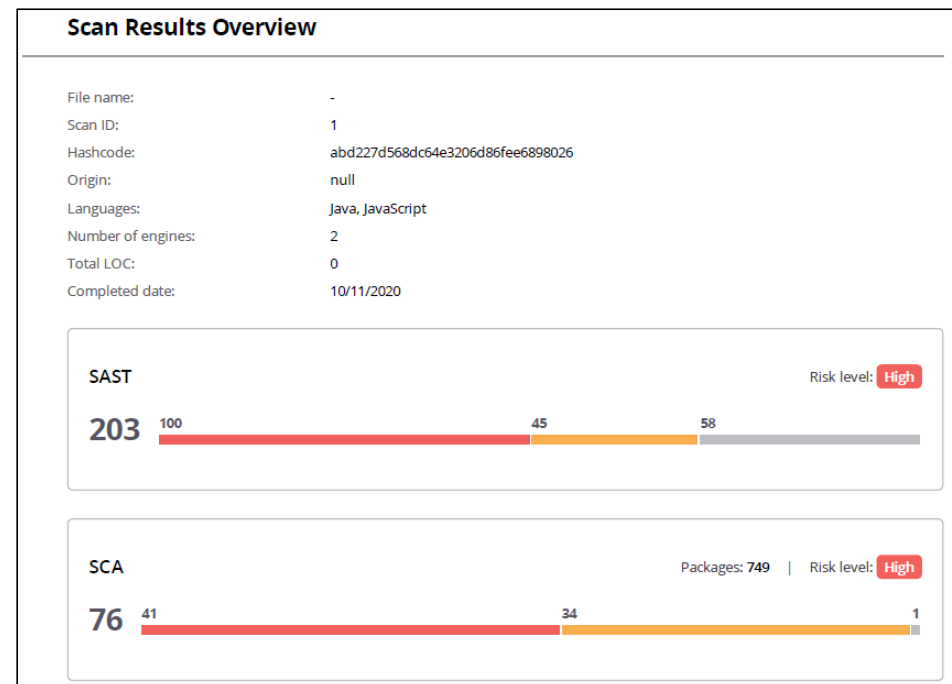 Scan Results Overview
File name: -
Scan ID: 1
Hashcode: abd227d568dc64e3206d86fee6898026
Origin: null
Languages: Java, JavaScript
Number of engines: 2
Total LOC: 0
Completed date: 10/11/2020
SAST Risk level: High
203 100 45 58
SCA Packages: 749 | Risk level: High
76 41 34 1